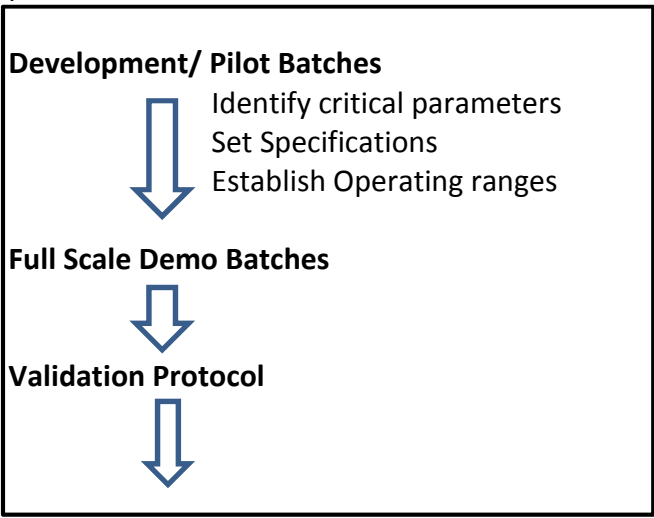 Development/ Pilot Batches
Identify critical parameters
Set Specifications
Establish Operating ranges
Full Scale Demo Batches
Validation Protocol